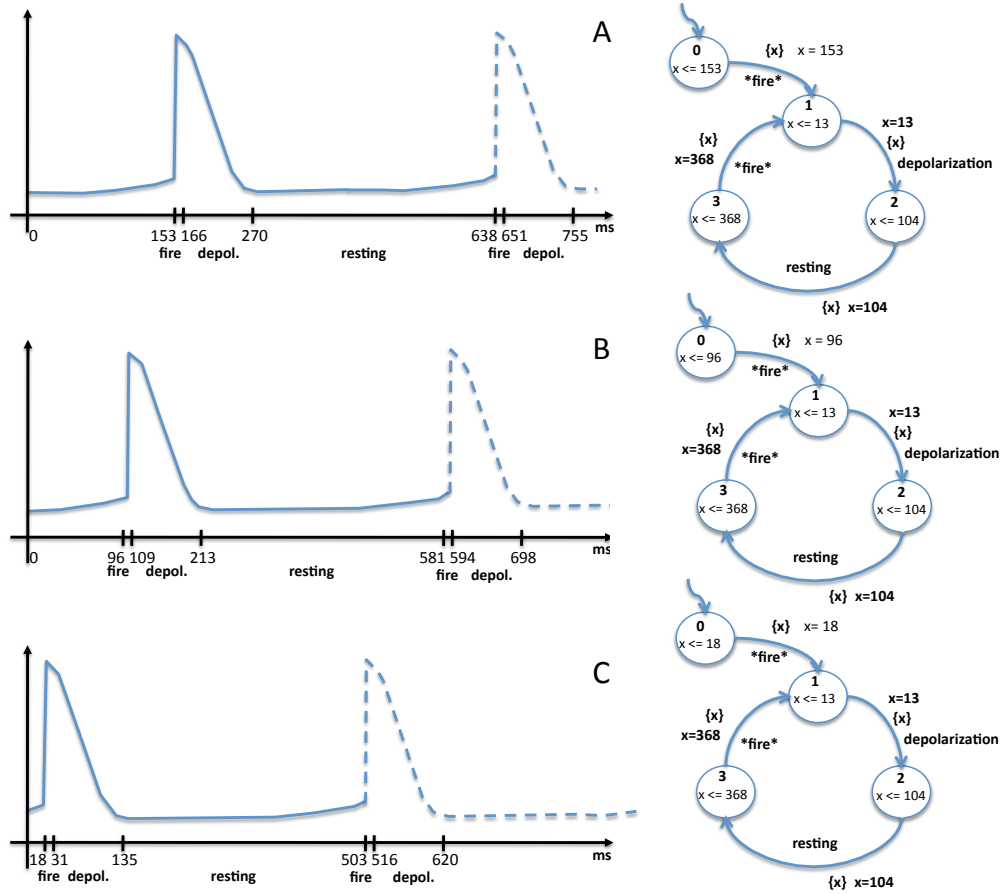 A
0
153 166 270 638 651 755
ms
fire depol. resting fire depol.
0
x <= 153
{x} x = 153
*fire*
1
x <= 13
x=13
{x}
depolarization
{x}
x=368
*fire*
3
x <= 368
2
x <= 104
resting
{x} x=104
B
0
96 109 213 581 594 698
ms
fire depol. resting fire depol.
0
x <= 96
{x} x = 96
*fire*
1
x <= 13
x=13
{x}
depolarization
{x}
x=368
*fire*
3
x <= 368
2
x <= 104
resting
{x} x=104
C
18 31 135 503 516 620
ms
fire depol. resting fire depol.
0
x <= 18
{x} x= 18
*fire*
1
x <= 13
x=13
{x}
depolarization
{x}
x=368
*fire*
3
x <= 368
2
x <= 104
resting
{x} x=104